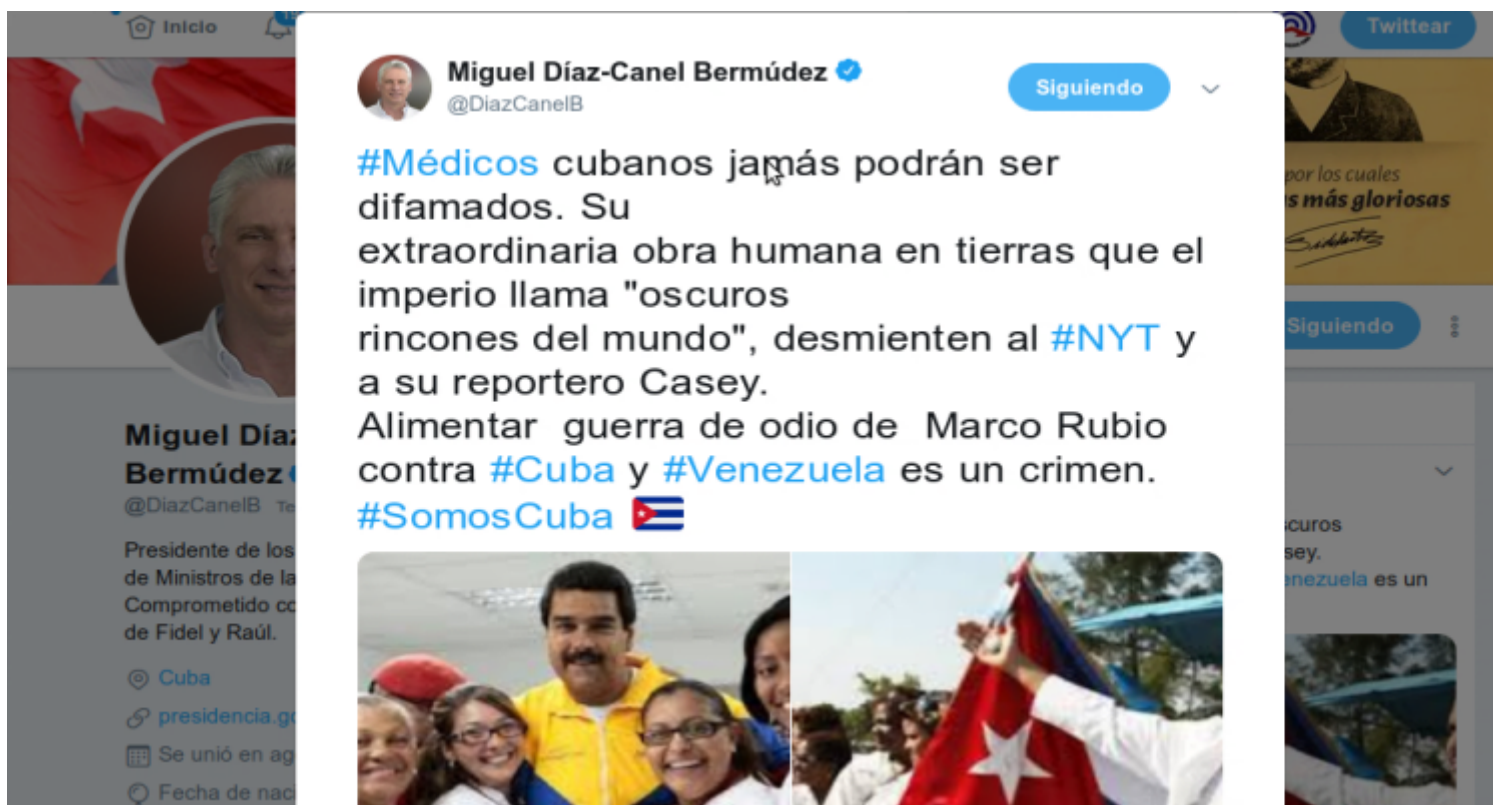 Inicio
Twittear
Miguel Díaz-Canel Bermúdez
@DiazCanelB
Siguiendo
#Médicos cubanos jamás podrán ser
difamados. Su
extraordinaria obra humana en tierras que el
imperio llama "oscuros
rincones del mundo", desmienten al #NYT y
a su reportero Casey.
Alimentar guerra de odio de Marco Rubio
contra #Cuba y #Venezuela es un crimen.
#SomosCuba
por los cuales
s más gloriosas
Siguiendo
Miguel Díaz
Bermúdez
@DiazCanelB Te
Presidente de los
de Ministros de la
Comprometido co
de Fidel y Raúl.
Cuba
presidencia.go
Se unió en ag
Fecha de nac
scuros
sey.
enezuela es un